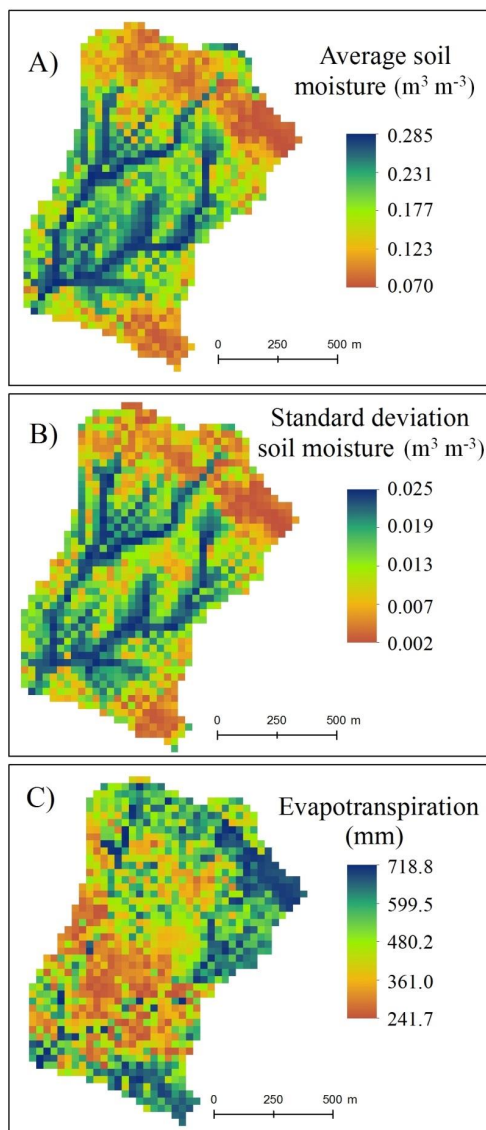 A)
Average soil
moisture (m³ m⁻³)
0.285
0.231
0.177
0.123
0.070
0 250 500 m
B)
Standard deviation
soil moisture (m³ m⁻³)
0.025
0.019
0.013
0.007
0.002
0 250 500 m
C)
Evapotranspiration
(mm)
718.8
599.5
480.2
361.0
241.7
0 250 500 m